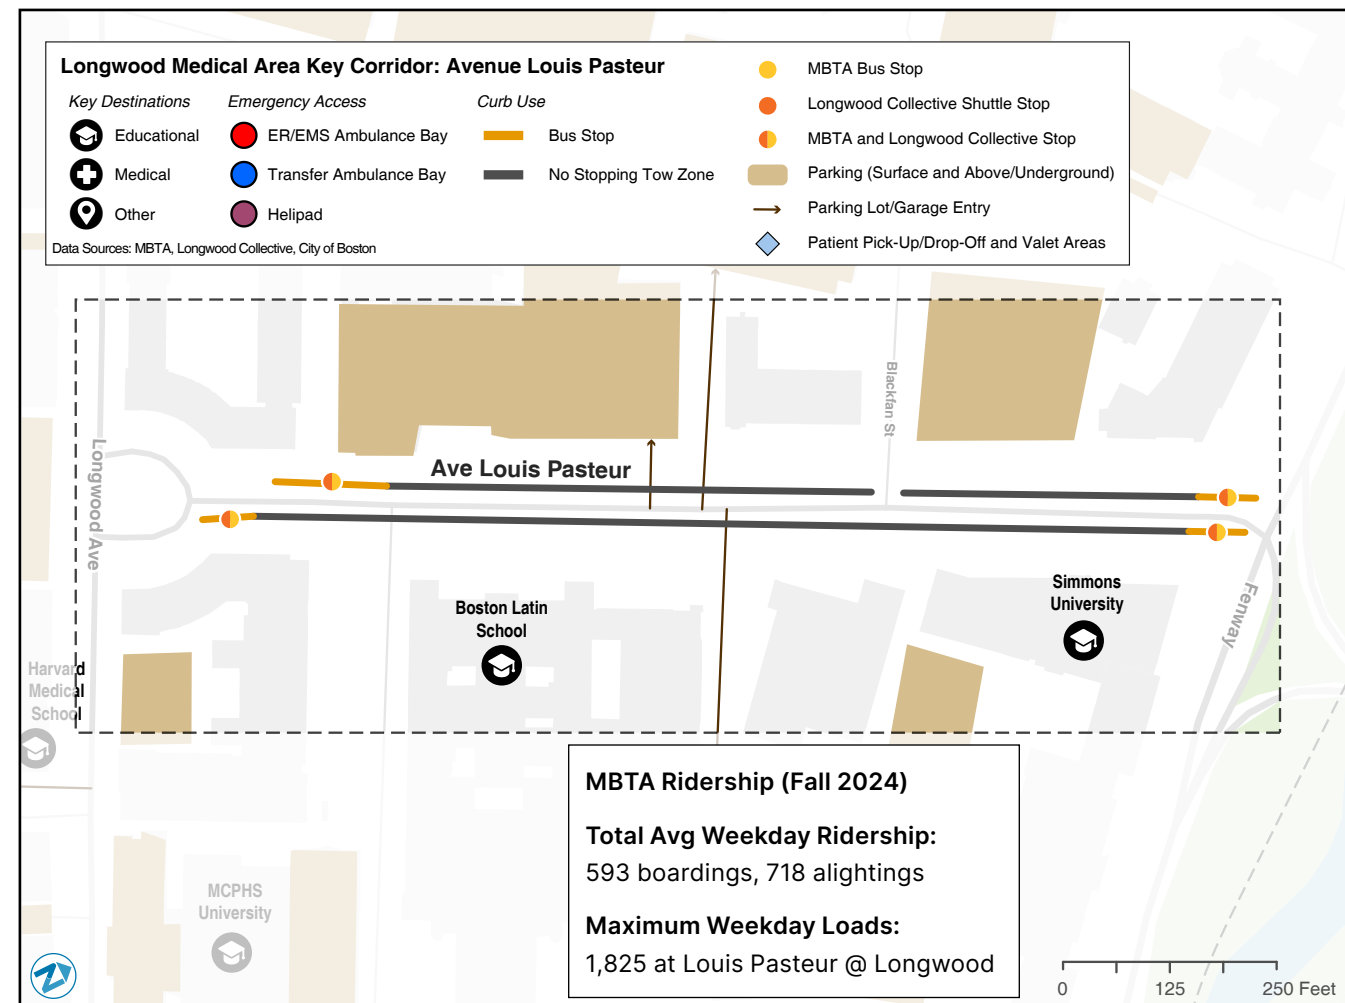 Longwood Medical Area Key Corridor: Avenue Louis Pasteur
Key Destinations
Educational
Medical
Other
Emergency Access
ER/EMS Ambulance Bay
Transfer Ambulance Bay
Helipad
Curb Use
Bus Stop
No Stopping Tow Zone
MBTA Bus Stop
Longwood Collective Shuttle Stop
MBTA and Longwood Collective Stop
Parking (Surface and Above/Underground)
Parking Lot/Garage Entry
Patient Pick-Up/Drop-Off and Valet Areas
Data Sources: MBTA, Longwood Collective, City of Boston
Longwood Ave
Ave Louis Pasteur
Blackfan St
Fenway
Boston Latin
School
Simmons
University
Harvard
Medical
School
MCPHS
University
MBTA Ridership (Fall 2024)
Total Avg Weekday Ridership:
593 boardings, 718 alightings
Maximum Weekday Loads:
1,825 at Louis Pasteur @ Longwood
Z
0 125 250 Feet